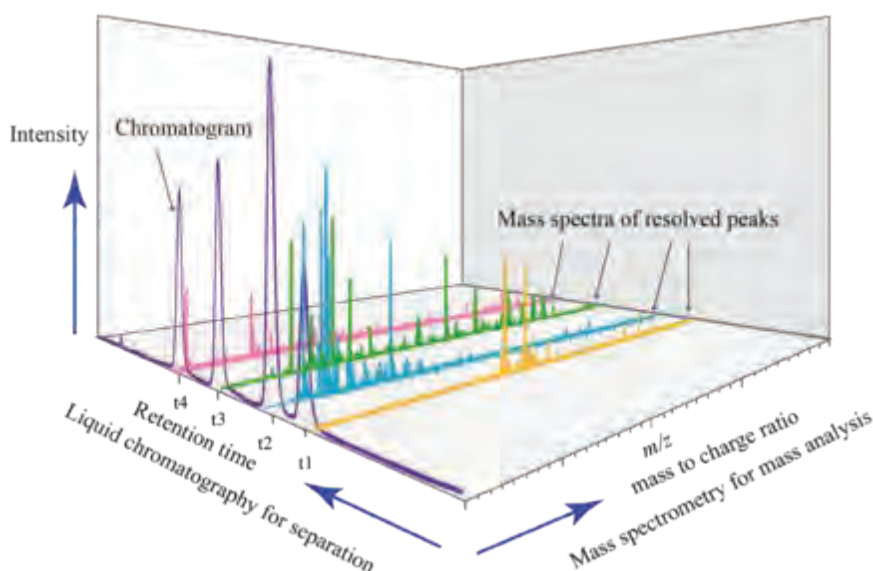 Intensity
Chromatogram
Mass spectra of resolved peaks
t4
t3
t2
t1
Retention time
Liquid chromatography for separation
m/z
mass to charge ratio
Mass spectrometry for mass analysis